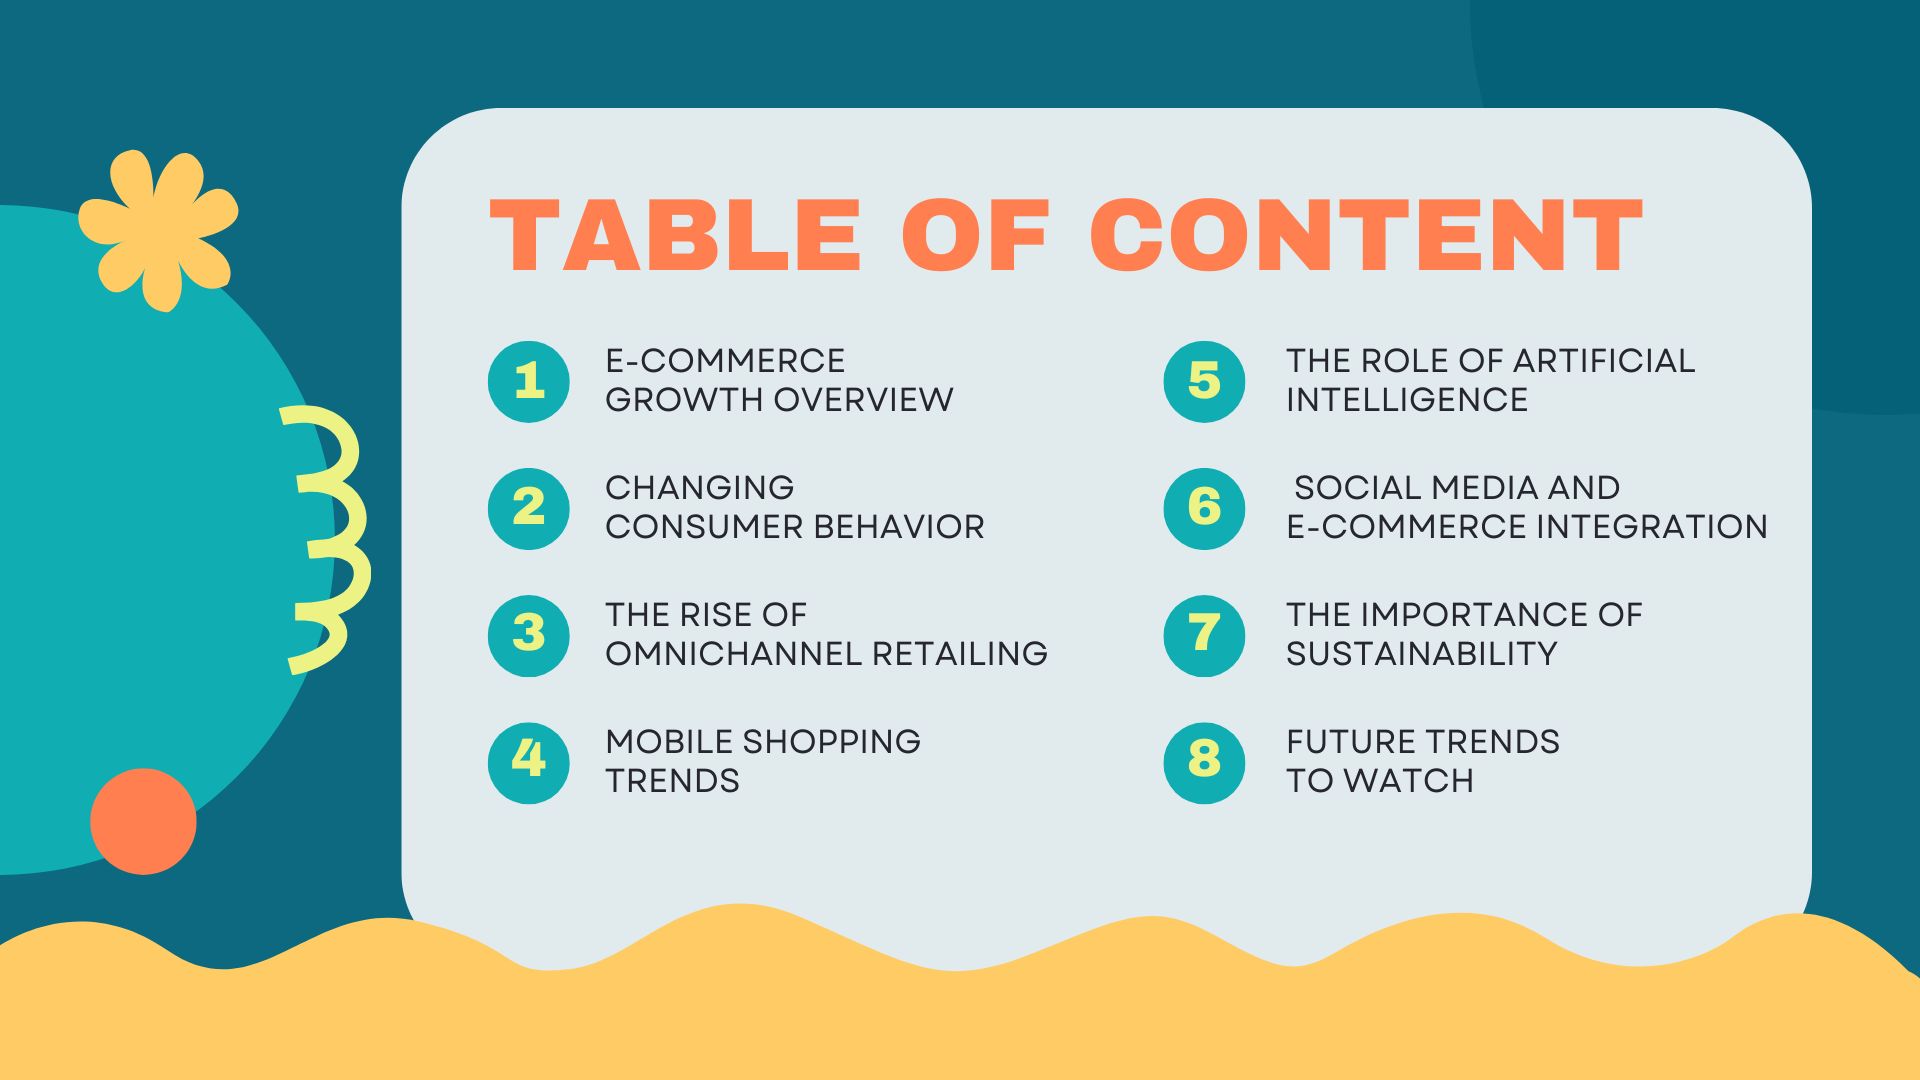 TABLE OF CONTENT
1
E-COMMERCE
GROWTH OVERVIEW
2
CHANGING
CONSUMER BEHAVIOR
3
THE RISE OF
OMNICHANNEL RETAILING
4
MOBILE SHOPPING
TRENDS
5
THE ROLE OF ARTIFICIAL
INTELLIGENCE
6
SOCIAL MEDIA AND
E-COMMERCE INTEGRATION
7
THE IMPORTANCE OF
SUSTAINABILITY
8
FUTURE TRENDS
TO WATCH